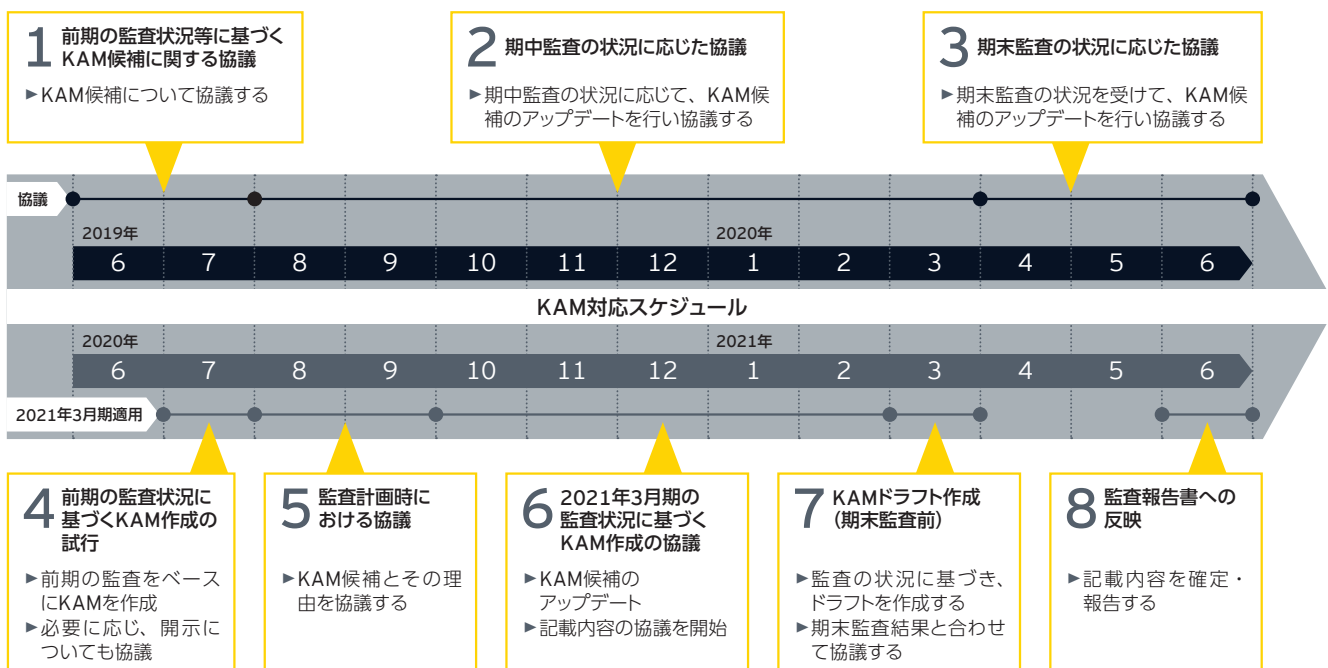 1 前期の監査状況等に基づく
KAM候補に関する協議
►KAM候補について協議する
2 期中監査の状況に応じた協議
►期中監査の状況に応じて、KAM候
補のアップデートを行い協議する
3 期末監査の状況に応じた協議
►期末監査の状況を受けて、KAM候
補のアップデートを行い協議する
協議
2019年 2020年
6 7 8 9 10 11 12 1 2 3 4 5 6
KAM対応スケジュール
2020年 2021年
6 7 8 9 10 11 12 1 2 3 4 5 6
2021年3月期適用
4 前期の監査状況に
基づくKAM作成の
試行
►前期の監査をベース
にKAMを作成
►必要に応じ、開示に
ついても協議
5 監査計画時に
おける協議
►KAM候補とその理
由を協議する
6 2021年3月期の
監査状況に基づく
KAM作成の協議
►KAM候補の
アップデート
►記載内容の協議を開始
7 KAMドラフト作成
(期末監査前)
►監査の状況に基づき、
ドラフトを作成する
►期末監査結果と合わせ
て協議する
8 監査報告書への
反映
►記載内容を確定・
報告する